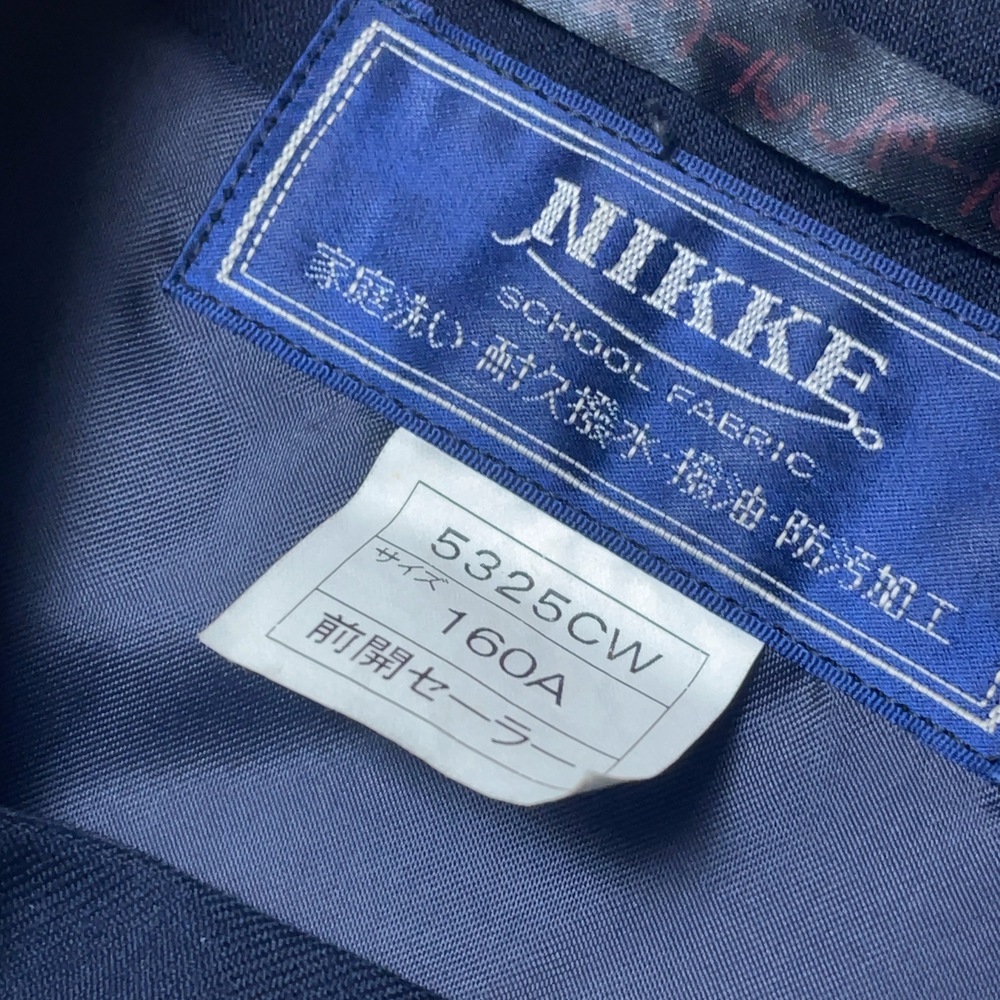 NIKKE
SCHOOL FABRIC
家庭洗い·耐久撥水·撥油·防汚加工
5325CW
サイズ 160A
前開セーラー